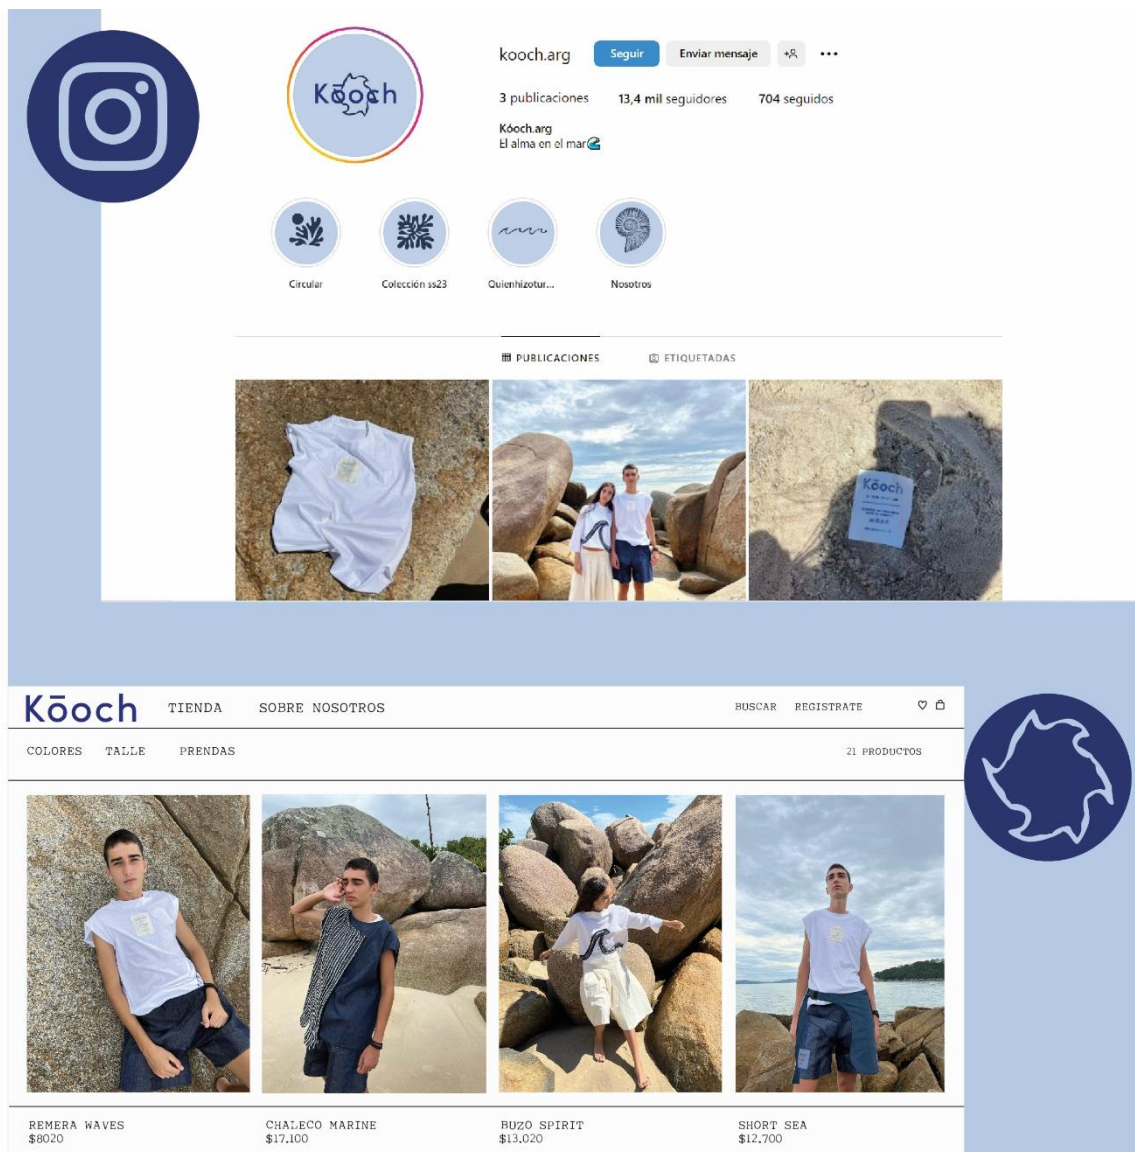 Kōoch
kooch.arg Seguir Enviar mensaje
3 publicaciones 13,4 mil seguidores 704 seguidos
Kóoch.arg
El alma en el mar🌊
Circular Colección ss23 Quienhizotur... Nosotros
PUBLICACIONES ETIQUETADAS
Kōoch
Kōoch TIENDA SOBRE NOSOTROS BUSCAR REGISTRATE
COLORES TALLE PRENDAS 21 PRODUCTOS
REMERA WAVES CHALECO MARINE BUZO SPIRIT SHORT SEA
$8020 $17.100 $13.020 $12.700